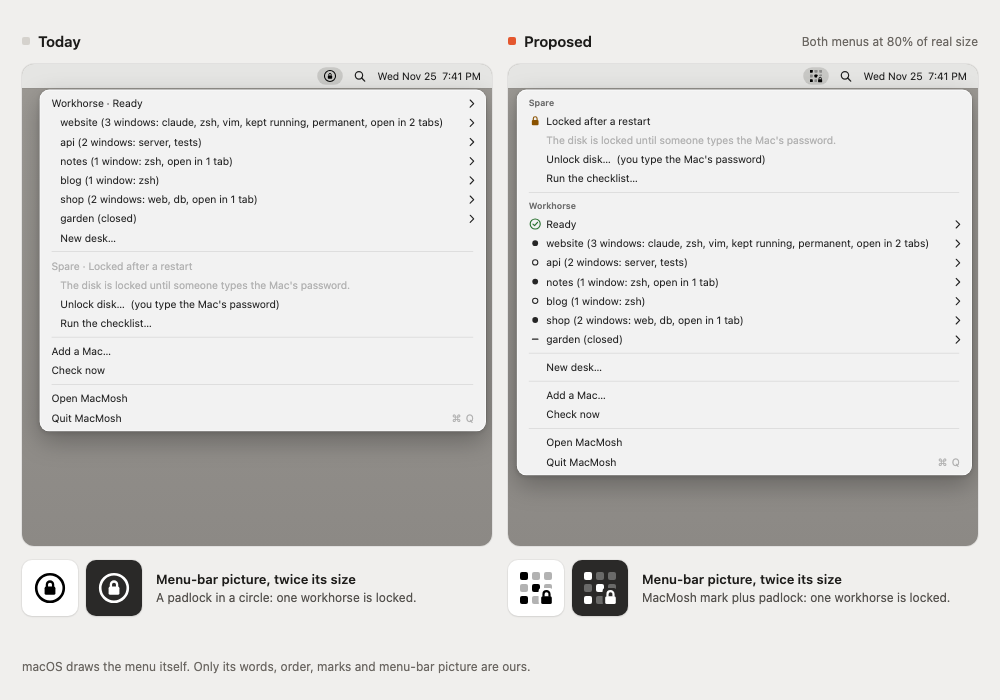 Today
Wed Nov 25 7:41 PM
Workhorse · Ready
website (3 windows: claude, zsh, vim, kept running, permanent, open in 2 tabs)
api (2 windows: server, tests)
notes (1 window: zsh, open in 1 tab)
blog (1 window: zsh)
shop (2 windows: web, db, open in 1 tab)
garden (closed)
New desk...
Spare · Locked after a restart
The disk is locked until someone types the Mac's password.
Unlock disk... (you type the Mac's password)
Run the checklist...
Add a Mac...
Check now
Open MacMosh
Quit MacMosh ⌘ Q
Menu-bar picture, twice its size
A padlock in a circle: one workhorse is locked.
Proposed
Both menus at 80% of real size
Wed Nov 25 7:41 PM
Spare
Locked after a restart
The disk is locked until someone types the Mac's password.
Unlock disk... (you type the Mac's password)
Run the checklist...
Workhorse
Ready
website (3 windows: claude, zsh, vim, kept running, permanent, open in 2 tabs)
api (2 windows: server, tests)
notes (1 window: zsh, open in 1 tab)
blog (1 window: zsh)
shop (2 windows: web, db, open in 1 tab)
garden (closed)
New desk...
Add a Mac...
Check now
Open MacMosh
Quit MacMosh ⌘ Q
Menu-bar picture, twice its size
MacMosh mark plus padlock: one workhorse is locked.
macOS draws the menu itself. Only its words, order, marks and menu-bar picture are ours.